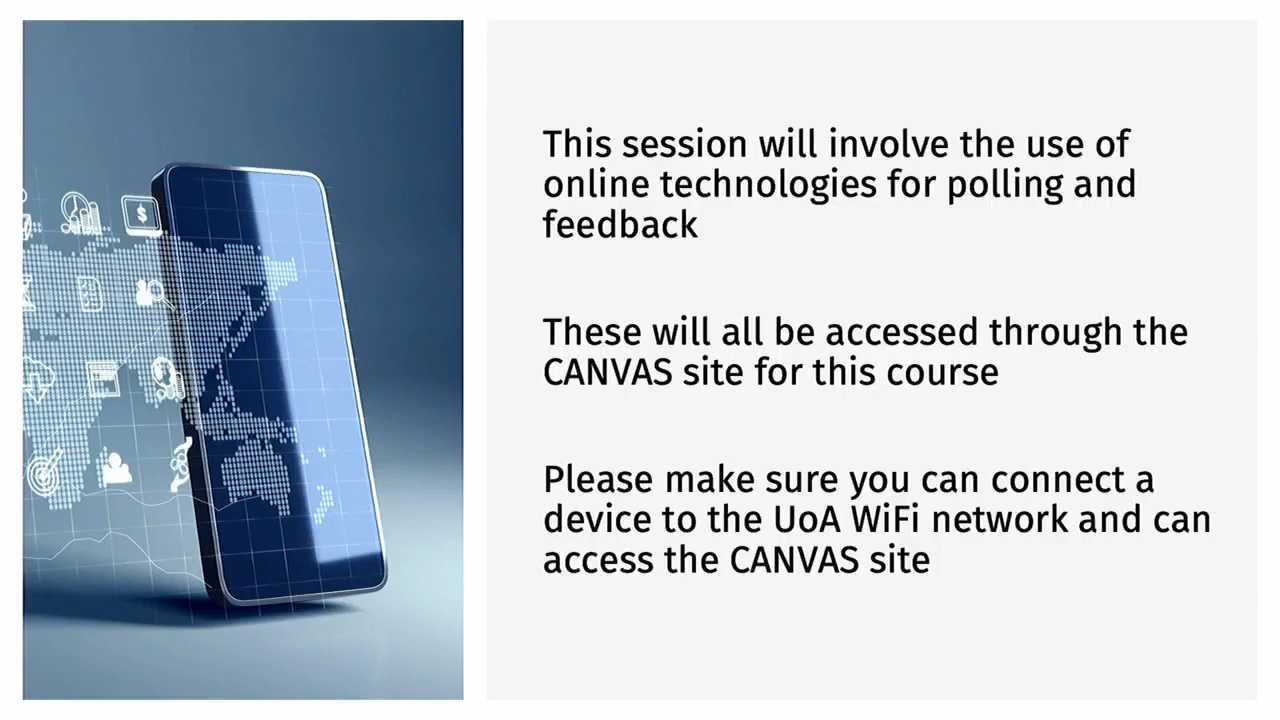 This session will involve the use of
online technologies for polling and
feedback
These will all be accessed through the
CANVAS site for this course
Please make sure you can connect a
device to the UoA WiFi network and can
access the CANVAS site
$